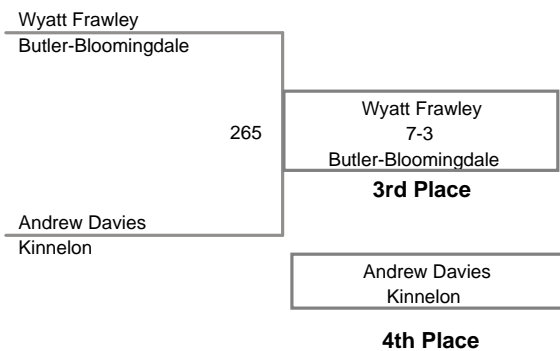 Wyatt Frawley
Butler-Bloomingdale
265
Wyatt Frawley
7-3
Butler-Bloomingdale
3rd Place
Andrew Davies
Kinnelon
Andrew Davies
Kinnelon
4th Place